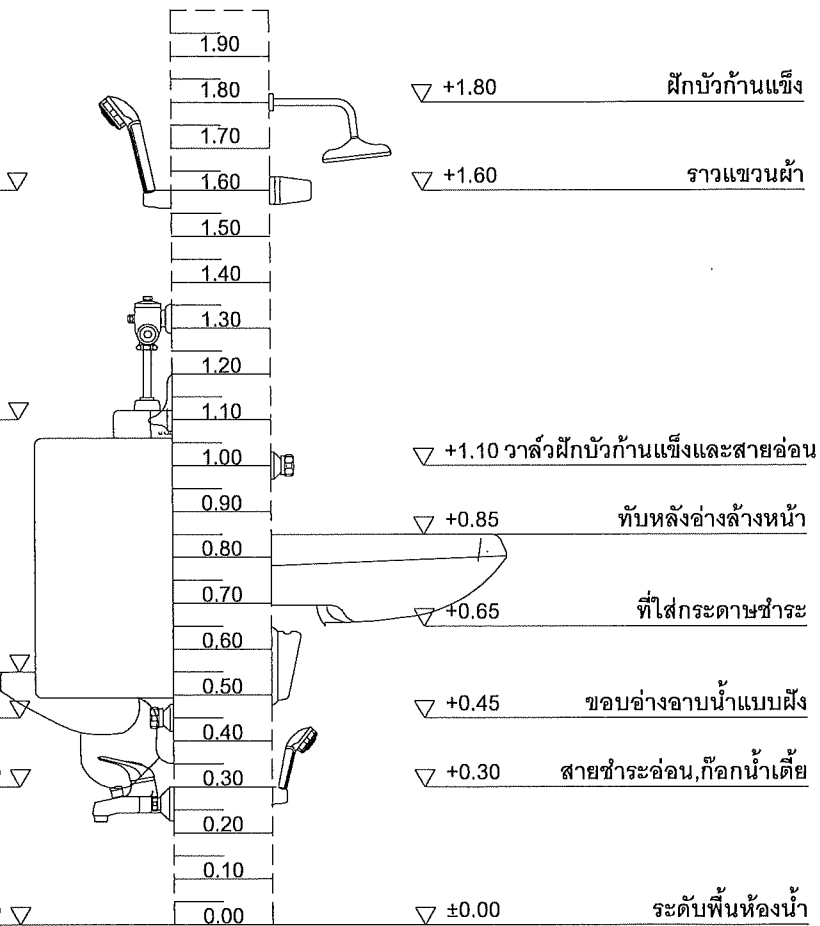 1.90
1.80
+1.80 ฝักบัวก้านแข็ง
1.70
1.60
+1.60 ราวแขวนผ้า
1.50
1.40
1.30
1.20
1.10
1.00
+1.10 วาล์วฝักบัวก้านแข็งและสายอ่อน
0.90
+0.85 ทับหลังอ่างล้างหน้า
0.80
0.70
+0.65 ที่ใส่กระดาษชำระ
0.60
0.50
+0.45 ขอบอ่างอาบน้ำแบบฝัง
0.40
0.30
+0.30 สายชำระอ่อน,ก๊อกน้ำเตี้ย
0.20
0.10
0.00
±0.00 ระดับพื้นห้องน้ำ